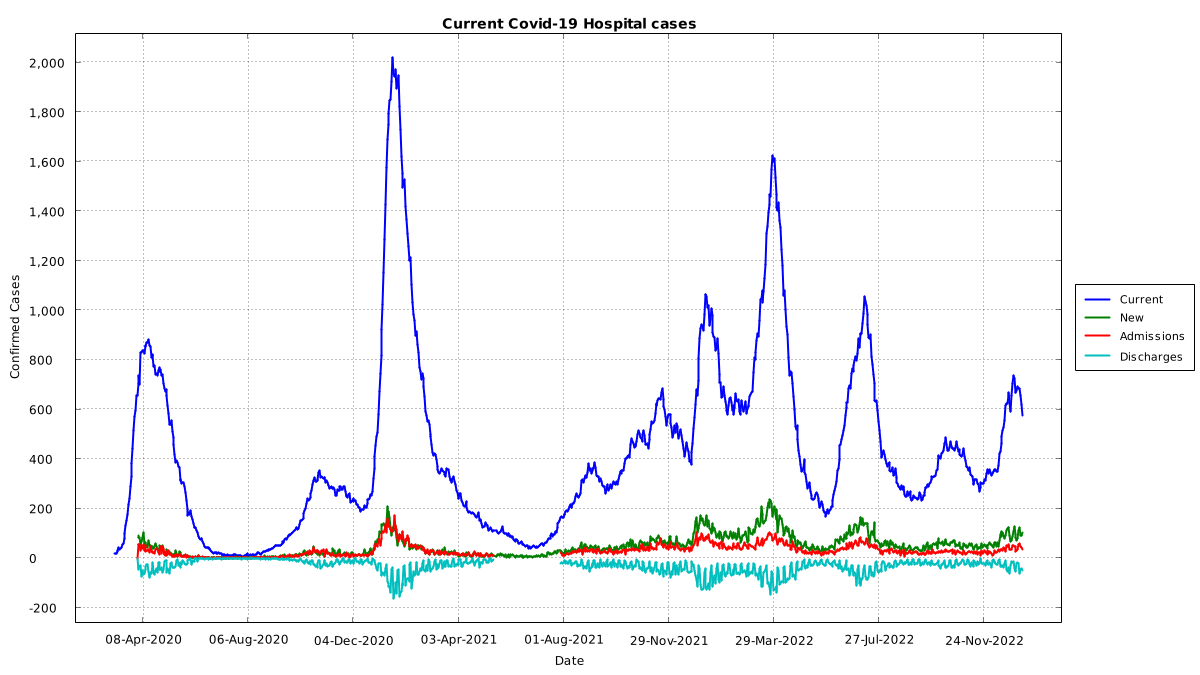 Current Covid-19 Hospital cases
2,000
1,800
1,600
1,400
1,200
1,000
800
600
400
200
0
-200
Confirmed Cases
08-Apr-2020 06-Aug-2020 04-Dec-2020 03-Apr-2021 01-Aug-2021 29-Nov-2021 29-Mar-2022 27-Jul-2022 24-Nov-2022
Date
Current
New
Admissions
Discharges